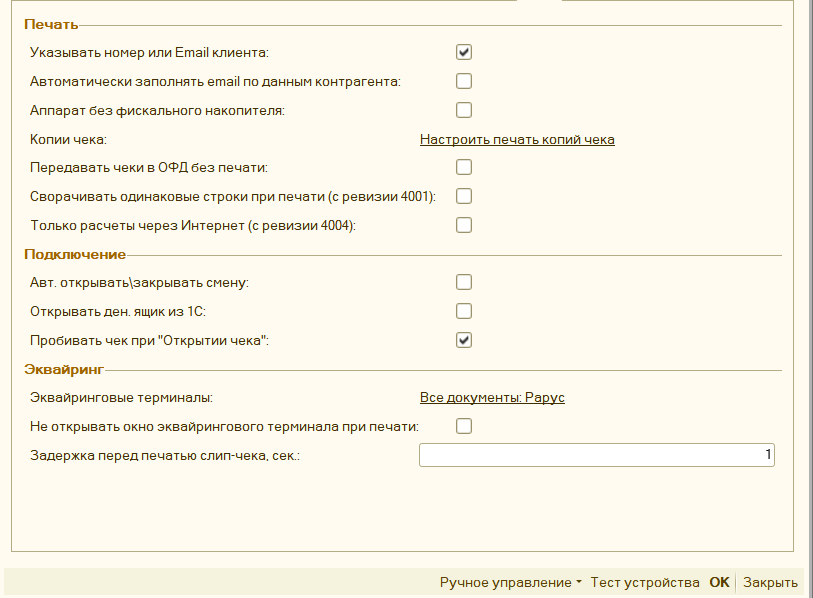 Печать
Указывать номер или Email клиента:
Автоматически заполнять email по данным контрагента:
Аппарат без фискального накопителя:
Копии чека: Настроить печать копий чека
Передавать чеки в ОФД без печати:
Сворачивать одинаковые строки при печати (с ревизии 4001):
Только расчеты через Интернет (с ревизии 4004):
Подключение
Авт. открывать\закрывать смену:
Открывать ден. ящик из 1С:
Пробивать чек при "Открытии чека":
Эквайринг
Эквайринговые терминалы: Все документы: Рарус
Не открывать окно эквайрингового терминала при печати:
Задержка перед печатью слип-чека, сек.: 1
Ручное управление Тест устройства OK Закрыть